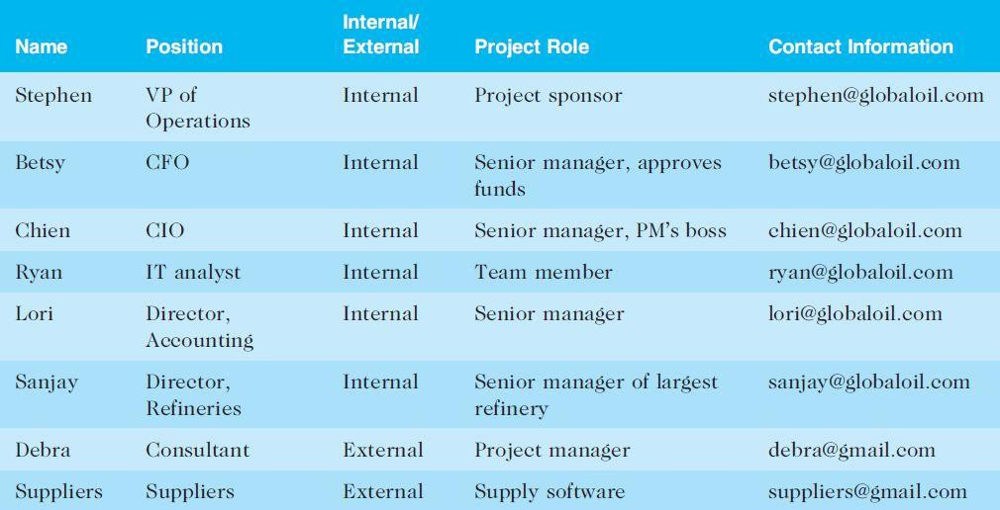 Name Position Internal/ External Project Role Contact Information
Stephen VP of Operations Internal Project sponsor stephen@globaloil.com
Betsy CFO Internal Senior manager, approves funds betsy@globaloil.com
Chien CIO Internal Senior manager, PM's boss chien@globaloil.com
Ryan IT analyst Internal Team member ryan@globaloil.com
Lori Director, Accounting Internal Senior manager lori@globaloil.com
Sanjay Director, Refineries Internal Senior manager of largest refinery sanjay@globaloil.com
Debra Consultant External Project manager debra@gmail.com
Suppliers Suppliers External Supply software suppliers@gmail.com